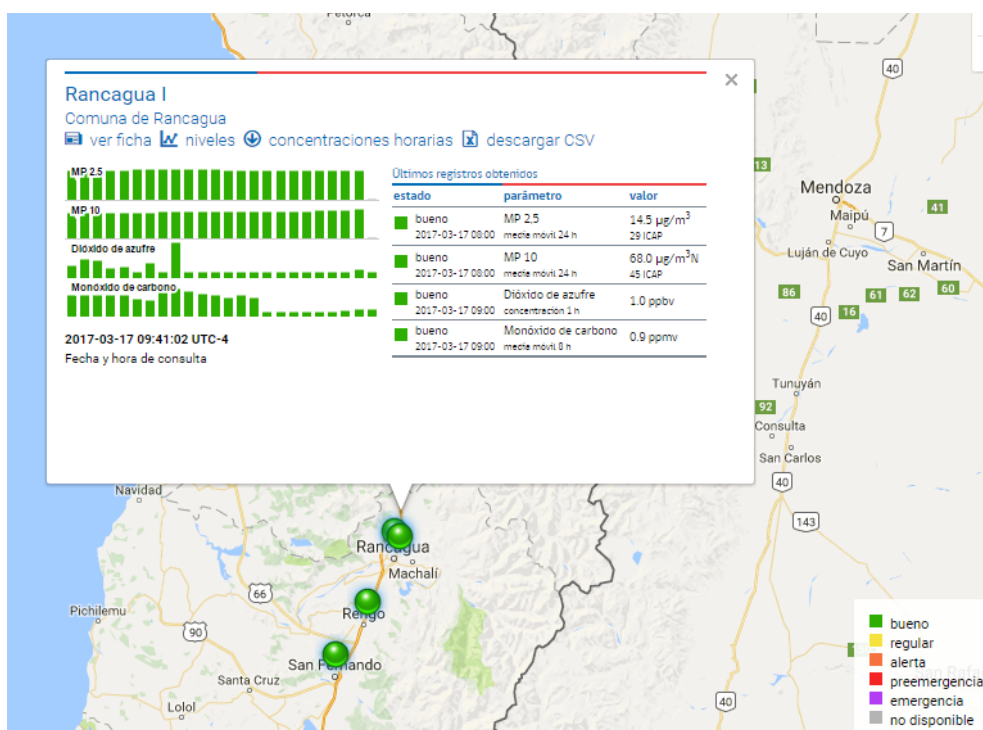 Petorca
40
×
Rancagua I
Comuna de Rancagua
ver ficha niveles concentraciones horarias descargar CSV
MP 2.5
MP 10
Dióxido de azufre
Monóxido de carbono
2017-03-17 09:41:02 UTC-4
Fecha y hora de consulta
Últimos registros obtenidos
estado parámetro valor
bueno MP 2,5 14.5 µg/m³
2017-03-17 08:00 media móvil 24 h 29 ICAP
bueno MP 10 68.0 µg/m³N
2017-03-17 08:00 media móvil 24 h 45 ICAP
bueno Dióxido de azufre 1.0 ppbv
2017-03-17 09:00 concentración 1 h
bueno Monóxido de carbono 0.9 ppmv
2017-03-17 09:00 media móvil 8 h
13
Mendoza
Maipú
41
7
Luján de Cuyo
San Martín
86
61
62
60
40
16
Tunuyán
92
Consulta
San Carlos
40
143
Navidad
Rancagua
Machalí
66
Pichilemu
Rengo
90
San Fernando
Santa Cruz
Lolol
40
bueno
regular
alerta
preemergencia
emergencia
no disponible